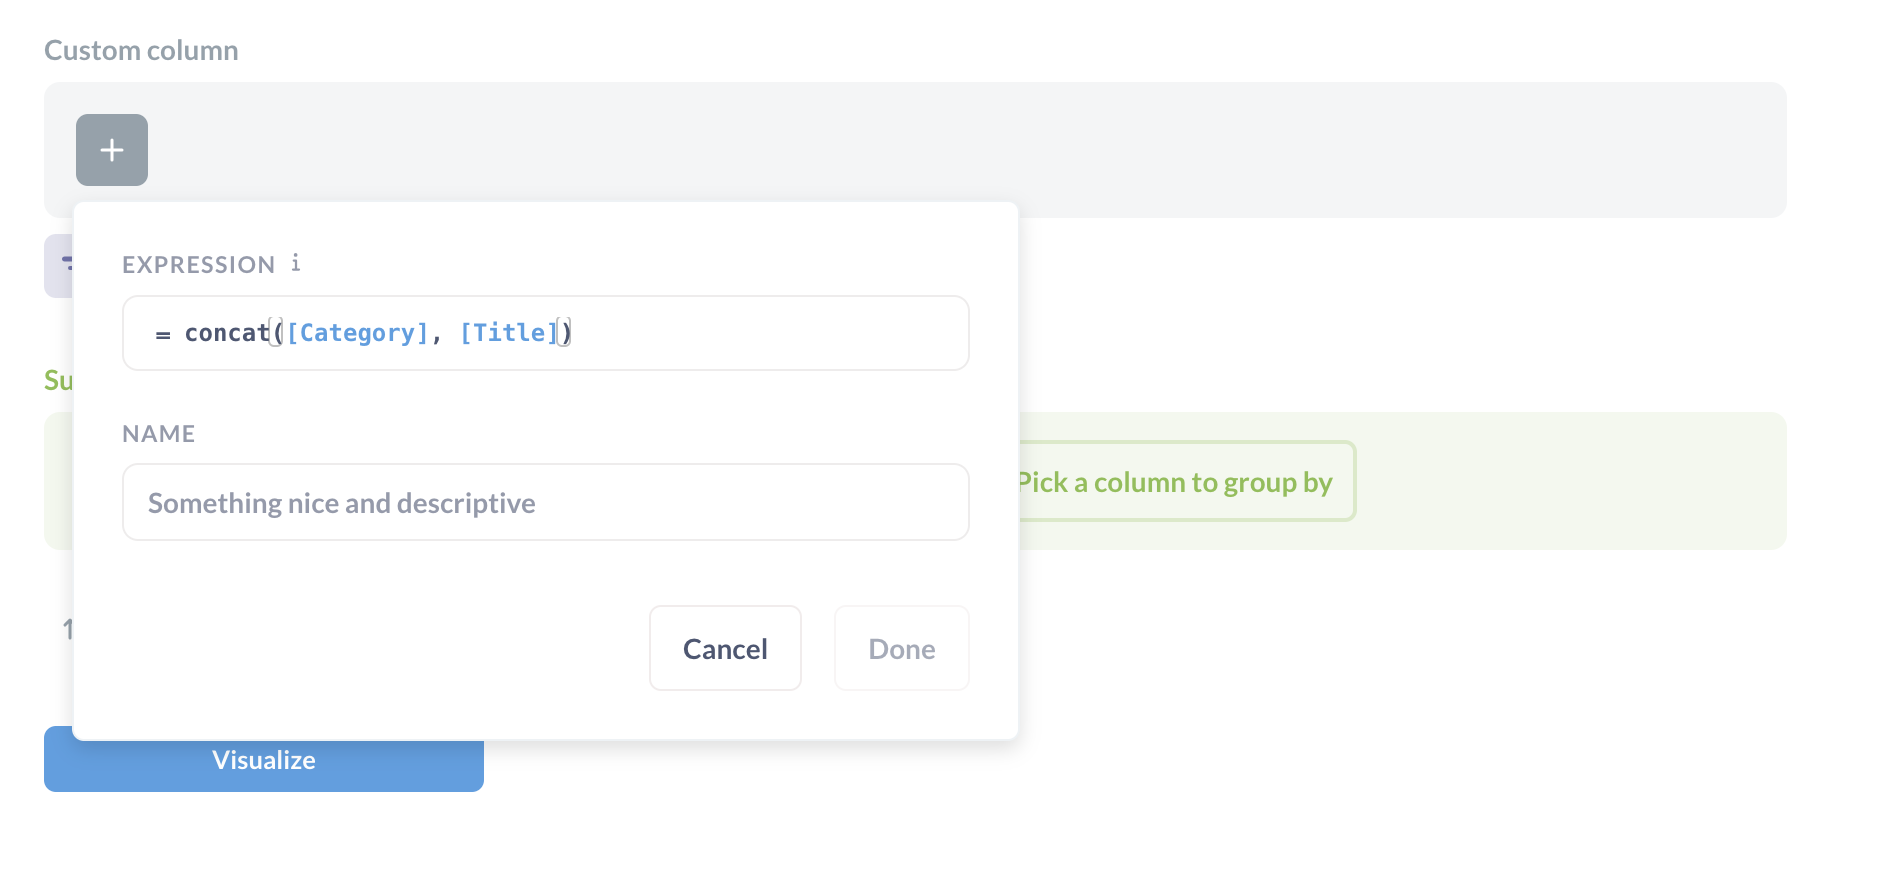 Custom column
EXPRESSION i
= concat([Category], [Title])
Su
NAME
Pick a column to group by
Something nice and descriptive
Cancel
Done
Visualize